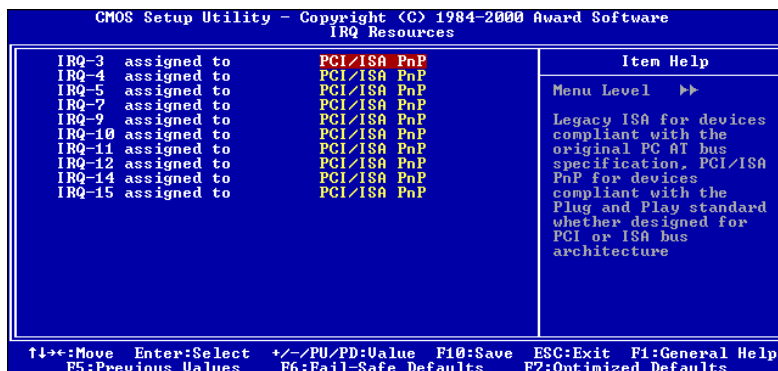 CMOS Setup Utility – Copyright (C) 1984-2000 Award Software
IRQ Resources
IRQ-3 assigned to PCI/ISA PnP
IRQ-4 assigned to PCI/ISA PnP
IRQ-5 assigned to PCI/ISA PnP
IRQ-7 assigned to PCI/ISA PnP
IRQ-9 assigned to PCI/ISA PnP
IRQ-10 assigned to PCI/ISA PnP
IRQ-11 assigned to PCI/ISA PnP
IRQ-12 assigned to PCI/ISA PnP
IRQ-14 assigned to PCI/ISA PnP
IRQ-15 assigned to PCI/ISA PnP
Item Help
Menu Level ▶▶
Legacy ISA for devices
compliant with the
original PC AT bus
specification, PCI/ISA
PnP for devices
compliant with the
Plug and Play standard
whether designed for
PCI or ISA bus
architecture
↑↓→←:Move Enter:Select +/-/PU/PD:Value F10:Save ESC:Exit F1:General Help
F5:Previous Values F6:Fail-Safe Defaults F7:Optimized Defaults